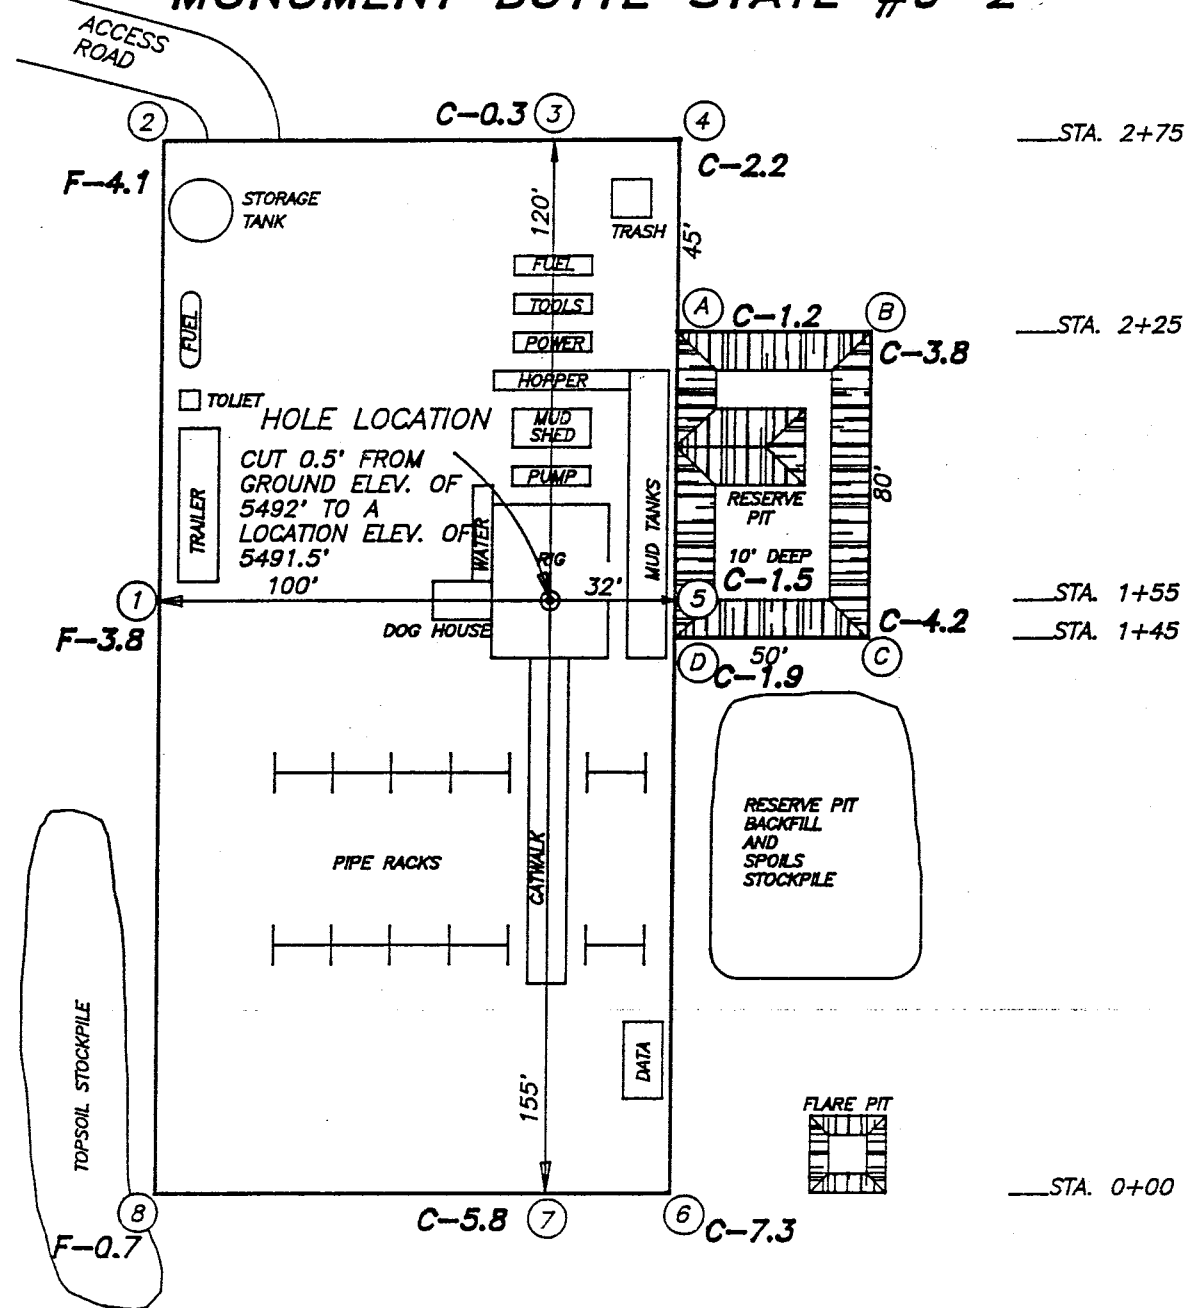 MONUMENT BUTTE STATE
ACCESS
ROAD
2
C-0.3
3
4
STA. 2+75
F-4.1
C-2.2
STORAGE
TANK
120'
TRASH
45'
FUEL
TOOLS
POWER
HOPPER
MUD
SHED
PUMP
FUEL
TOLIET
TRAILER
HOLE LOCATION
CUT 0.5' FROM
GROUND ELEV. OF
5492' TO A
LOCATION ELEV. OF
5491.5'
WATER
RIG
MUD TANKS
A
C-1.2
B
STA. 2+25
C-3.8
80'
RESERVE
PIT
10' DEEP
C-1.5
1
100'
32'
5
STA. 1+55
F-3.8
DOG HOUSE
C-4.2
STA. 1+45
D
50'
C
C-1.9
RESERVE PIT
BACKFILL
AND
SPOILS
STOCKPILE
PIPE RACKS
CATWALK
TOPSOIL STOCKPILE
DATA
155'
FLARE PIT
STA. 0+00
8
C-5.8
7
6
C-7.3
F-0.7